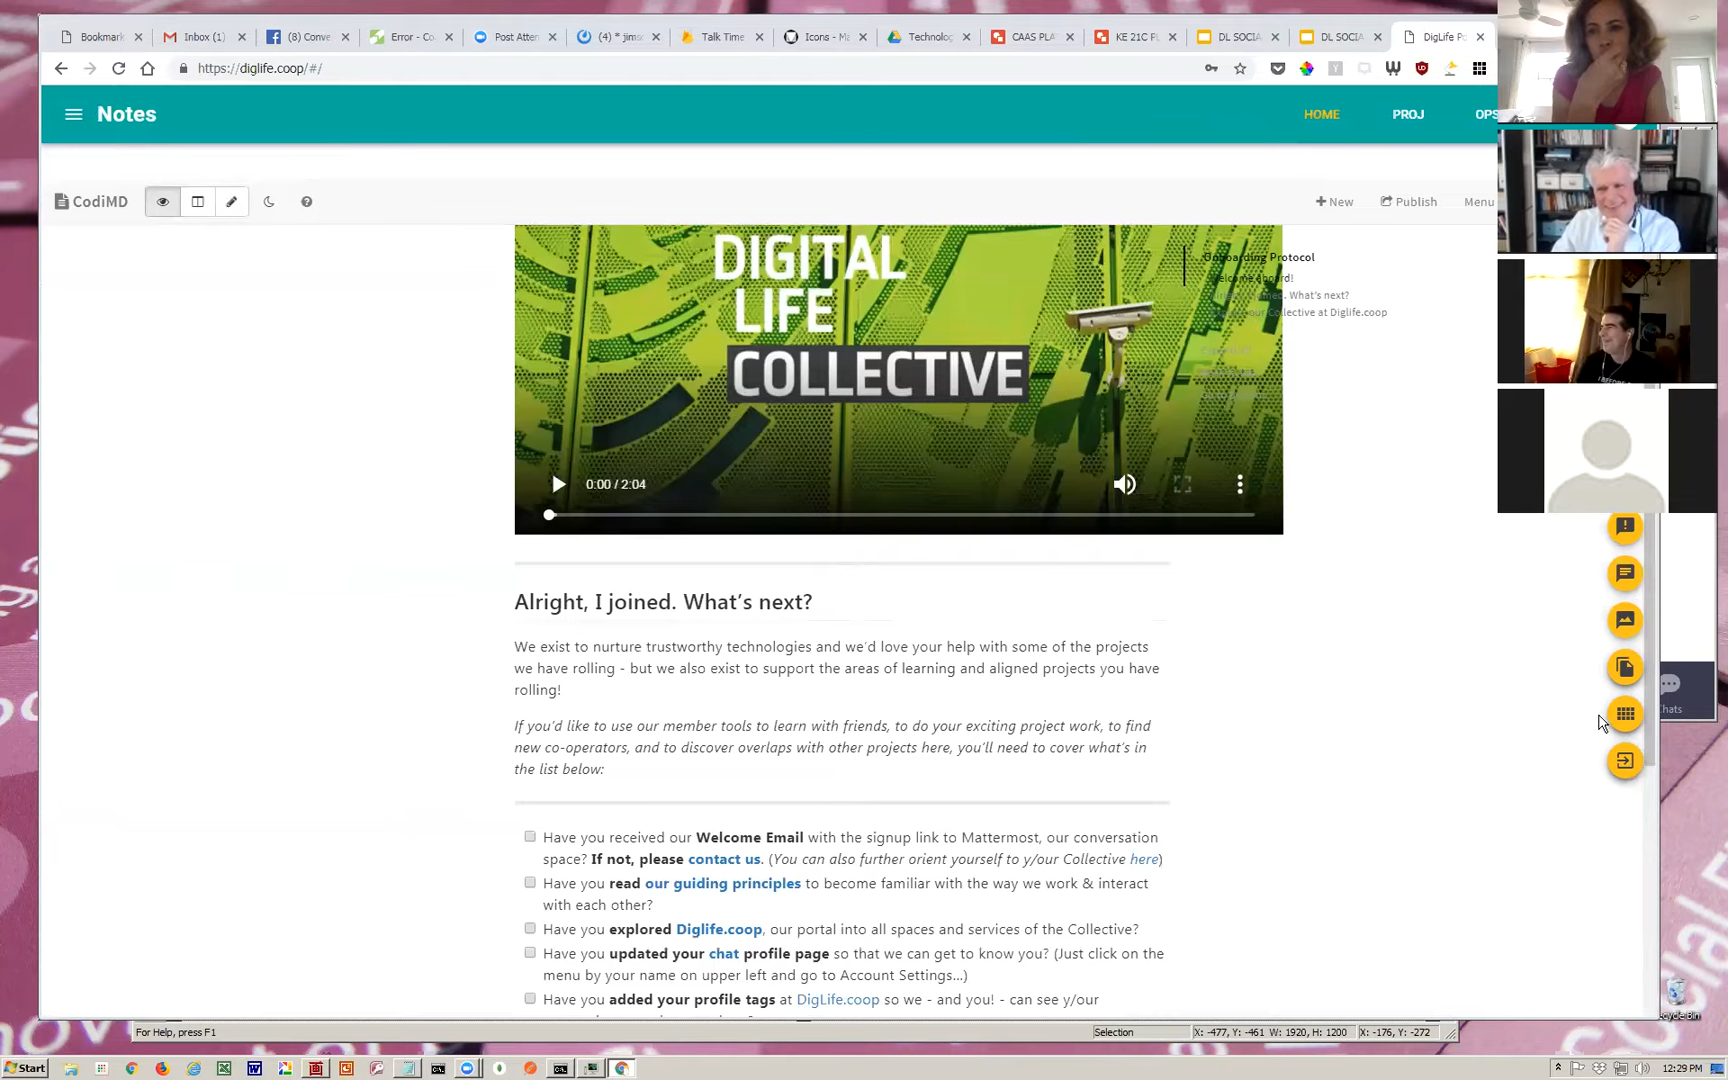 Bookmark
Inbox (1)
(8) Conve
Error - Co
Post Atten
(4) * jims
Talk Time
Icons - Ma
Technolog
CAAS PLA
KE 21C PL
DL SOCIA
DL SOCIA
DigLife Po
https://diglife.coop/#/
Notes
HOME
PROJ
OPS
CodiMD
New
Publish
Menu
DIGITAL
LIFE
COLLECTIVE
Onboarding Protocol
Welcome aboard!
Alright, I joined. What's next?
Collective at Diglife.coop
0:00 / 2:04
Alright, I joined. What's next?
We exist to nurture trustworthy technologies and we'd love your help with some of the projects
we have rolling - but we also exist to support the areas of learning and aligned projects you have
rolling!
If you'd like to use our member tools to learn with friends, to do your exciting project work, to find
new co-operators, and to discover overlaps with other projects here, you'll need to cover what's in
the list below:
Have you received our Welcome Email with the signup link to Mattermost, our conversation
space? If not, please contact us. (You can also further orient yourself to y/our Collective here)
Have you read our guiding principles to become familiar with the way we work & interact
with each other?
Have you explored Diglife.coop, our portal into all spaces and services of the Collective?
Have you updated your chat profile page so that we can get to know you? (Just click on the
menu by your name on upper left and go to Account Settings...)
Have you added your profile tags at DigLife.coop so we - and you! - can see y/our
Chats
For Help, press F1
Selection
X: -477, Y: -461 W: 1920, H: 1200
X: -176, Y: -272
Start
12:29 PM